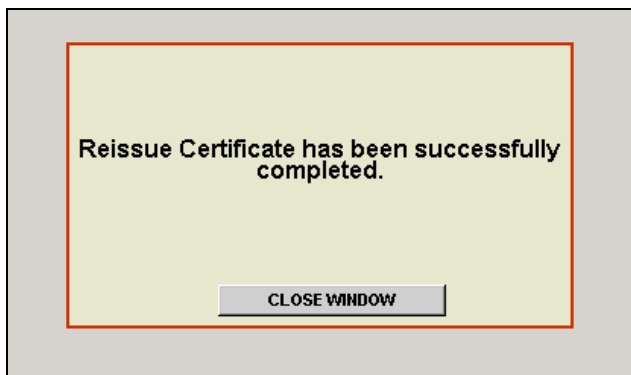 Reissue Certificate has been successfully
completed.
CLOSE WINDOW